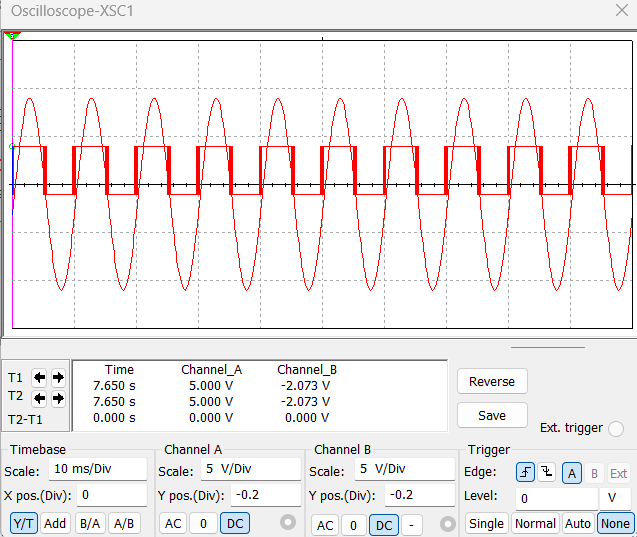 Oscilloscope-XSC1
Time Channel_A Channel_B
T1 7.650 s 5.000 V -2.073 V
T2 7.650 s 5.000 V -2.073 V
T2-T1 0.000 s 0.000 V 0.000 V
Reverse
Save
Ext. trigger
Timebase
Scale: 10 ms/Div
X pos.(Div): 0
Y/T Add B/A A/B
Channel A
Scale: 5 V/Div
Y pos.(Div): -0.2
AC 0 DC
Channel B
Scale: 5 V/Div
Y pos.(Div): -0.2
AC 0 DC -
Trigger
Edge: A B Ext
Level: 0 V
Single Normal Auto None